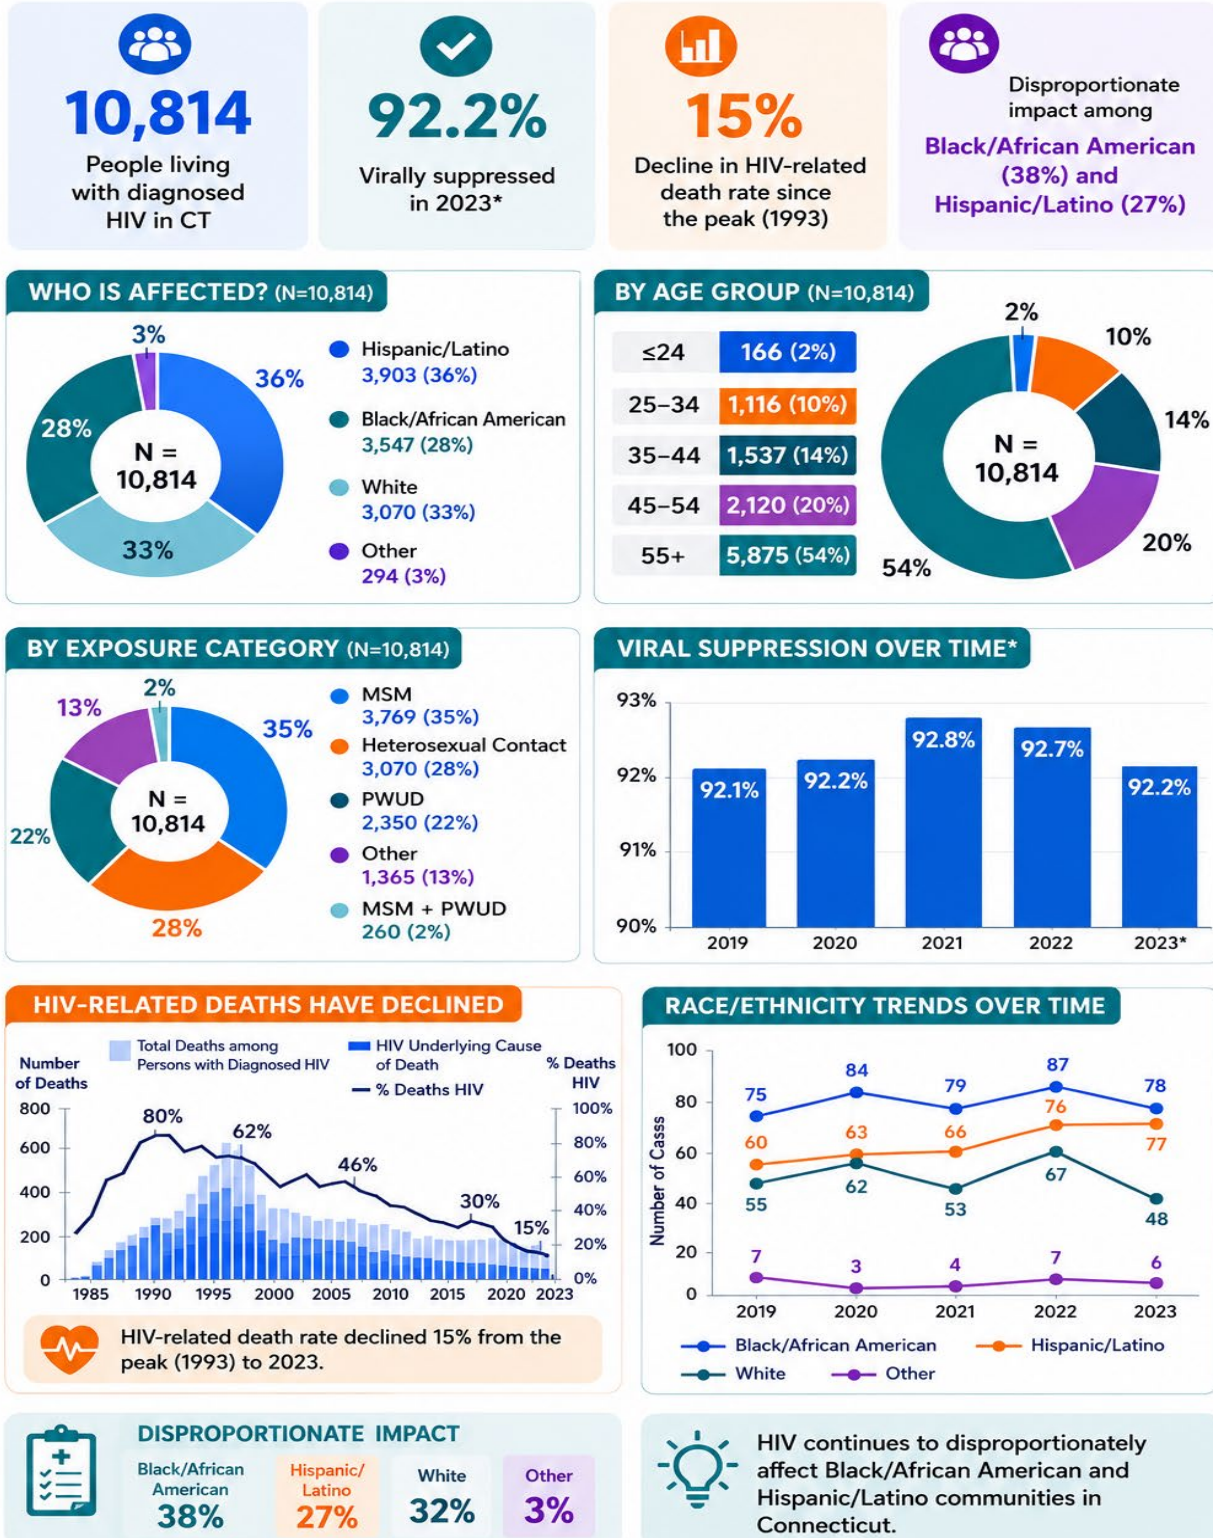 10,814
People living
with diagnosed
HIV in CT
92.2%
Virally suppressed
in 2023*
15%
Decline in HIV-related
death rate since
the peak (1993)
Disproportionate
impact among
Black/African American
(38%) and
Hispanic/Latino (27%)
WHO IS AFFECTED? (N=10,814)
3%
36%
28%
33%
N =
10,814
Hispanic/Latino
3,903 (36%)
Black/African American
3,547 (28%)
White
3,070 (33%)
Other
294 (3%)
BY AGE GROUP (N=10,814)
≤24 166 (2%)
25–34 1,116 (10%)
35–44 1,537 (14%)
45–54 2,120 (20%)
55+ 5,875 (54%)
2%
10%
14%
20%
54%
N =
10,814
BY EXPOSURE CATEGORY (N=10,814)
2%
13%
35%
22%
28%
N =
10,814
MSM
3,769 (35%)
Heterosexual Contact
3,070 (28%)
PWUD
2,350 (22%)
Other
1,365 (13%)
MSM + PWUD
260 (2%)
VIRAL SUPPRESSION OVER TIME*
93%
92%
91%
90%
92.1%
92.2%
92.8%
92.7%
92.2%
2019 2020 2021 2022 2023*
HIV-RELATED DEATHS HAVE DECLINED
Total Deaths among
Persons with Diagnosed HIV
HIV Underlying Cause
of Death
% Deaths HIV
Number
of Deaths
% Deaths
HIV
800
600
400
200
0
100%
80%
60%
40%
20%
0%
80%
62%
46%
30%
15%
1985 1990 1995 2000 2005 2010 2015 2020 2023
HIV-related death rate declined 15% from the
peak (1993) to 2023.
RACE/ETHNICITY TRENDS OVER TIME
Number of Casss
100
80
60
40
20
0
75 84 79 87 78
60 63 66 76 77
55 62 53 67 48
7 3 4 7 6
2019 2020 2021 2022 2023
Black/African American
Hispanic/Latino
White
Other
DISPROPORTIONATE IMPACT
Black/African
American
38%
Hispanic/
Latino
27%
White
32%
Other
3%
HIV continues to disproportionately
affect Black/African American and
Hispanic/Latino communities in
Connecticut.